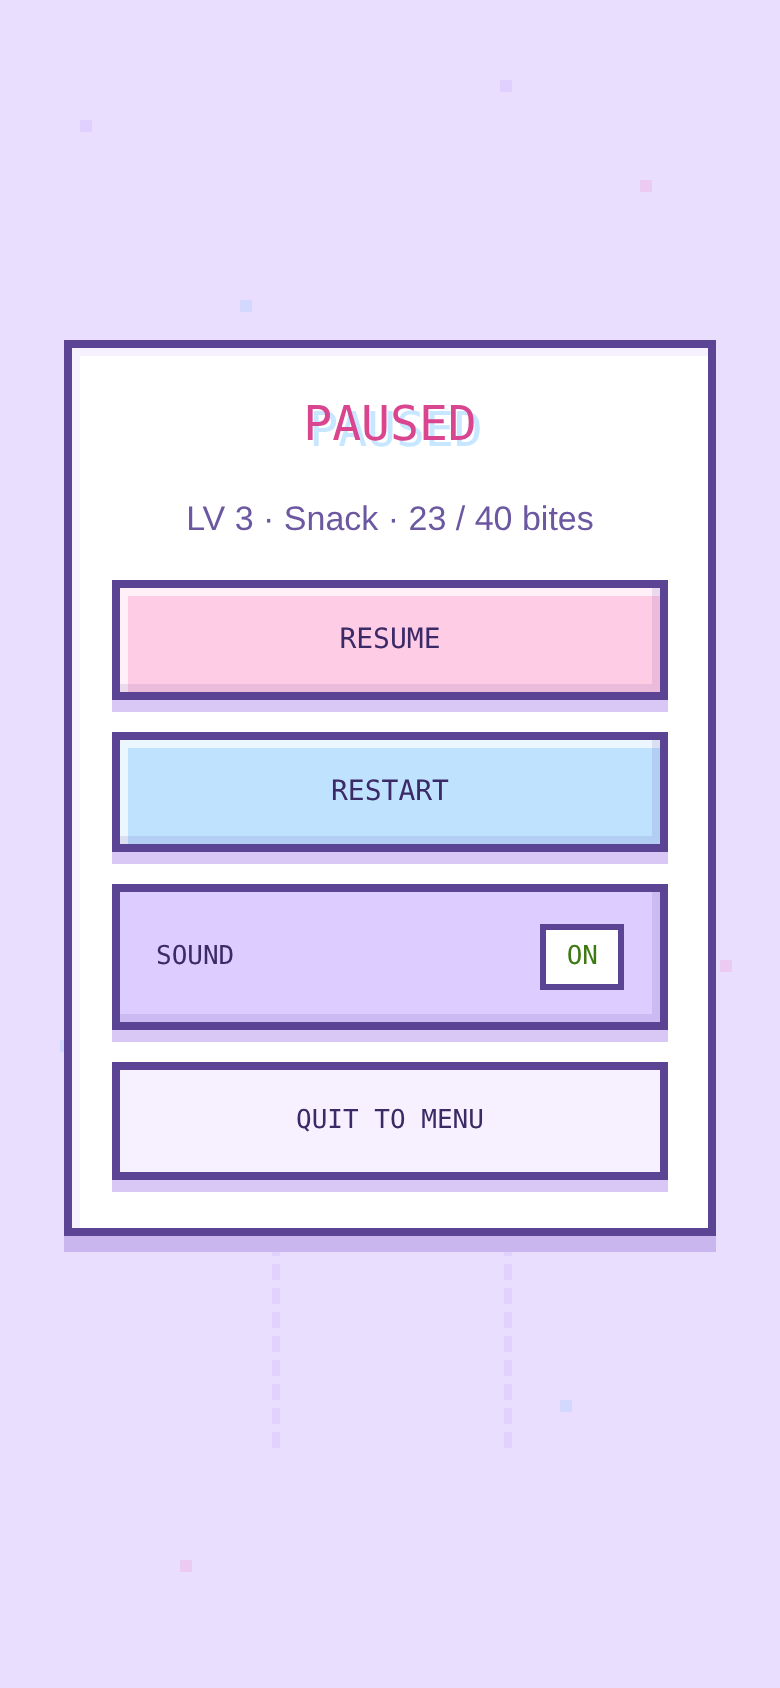 PAUSED
LV 3 · Snack · 23 / 40 bites
RESUME
RESTART
SOUND ON
QUIT TO MENU